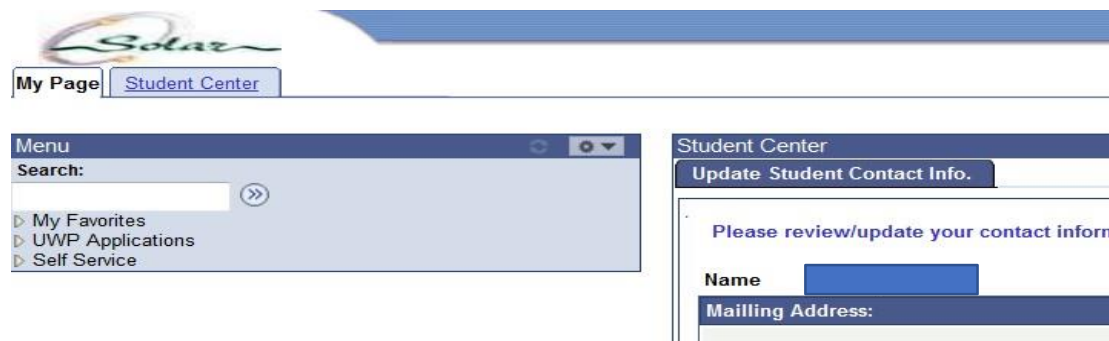 Solar
My Page Student Center
Menu
Search:
My Favorites
UWP Applications
Self Service
Student Center
Update Student Contact Info.
Please review/update your contact
Name
Mailling Address: